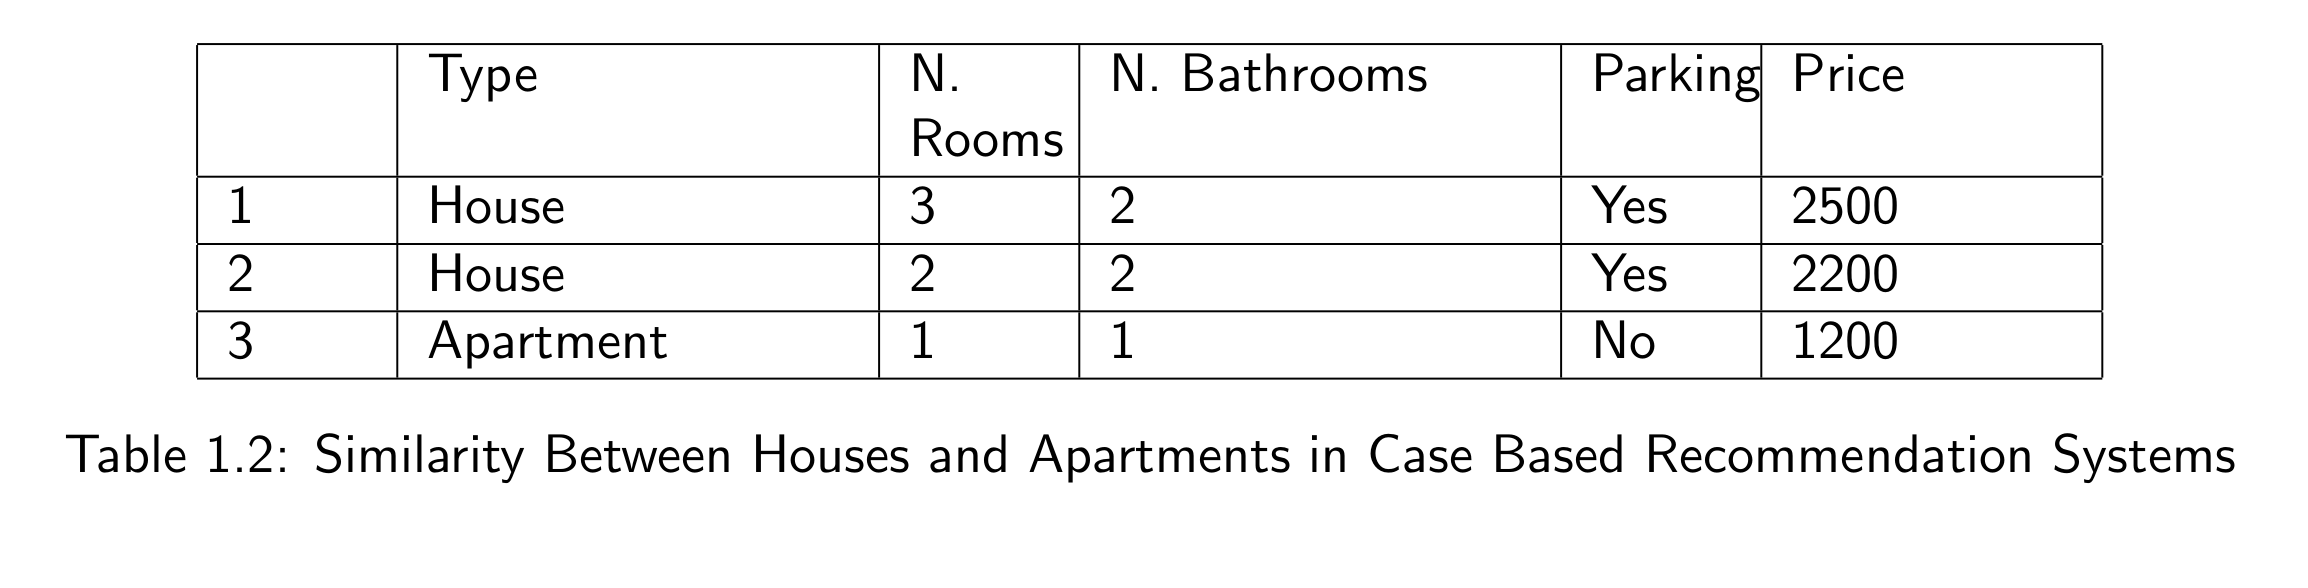 Type N. Rooms N. Bathrooms Parking Price
1 House 3 2 Yes 2500
2 House 2 2 Yes 2200
3 Apartment 1 1 No 1200
Table 1.2: Similarity Between Houses and Apartments in Case Based Recommendation Systems